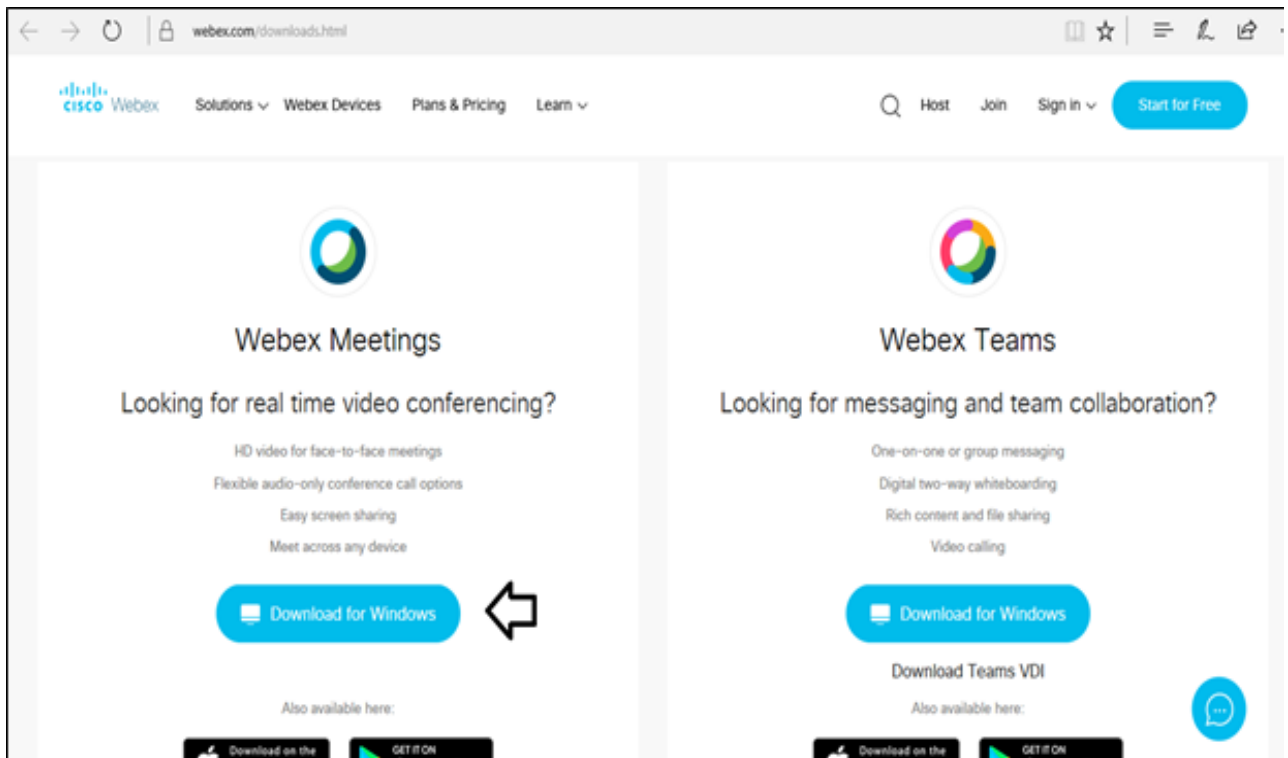 webex.com/downloads.html
CISCO Webex Solutions Webex Devices Plans & Pricing Learn Host Join Sign in Start for Free
Webex Meetings
Looking for real time video conferencing?
HD video for face-to-face meetings
Flexible audio-only conference call options
Easy screen sharing
Meet across any device
Download for Windows
Also available here:
Download on the
GET IT ON
Webex Teams
Looking for messaging and team collaboration?
One-on-one or group messaging
Digital two-way whiteboarding
Rich content and file sharing
Video calling
Download for Windows
Download Teams VDI
Also available here:
Download on the
GET IT ON